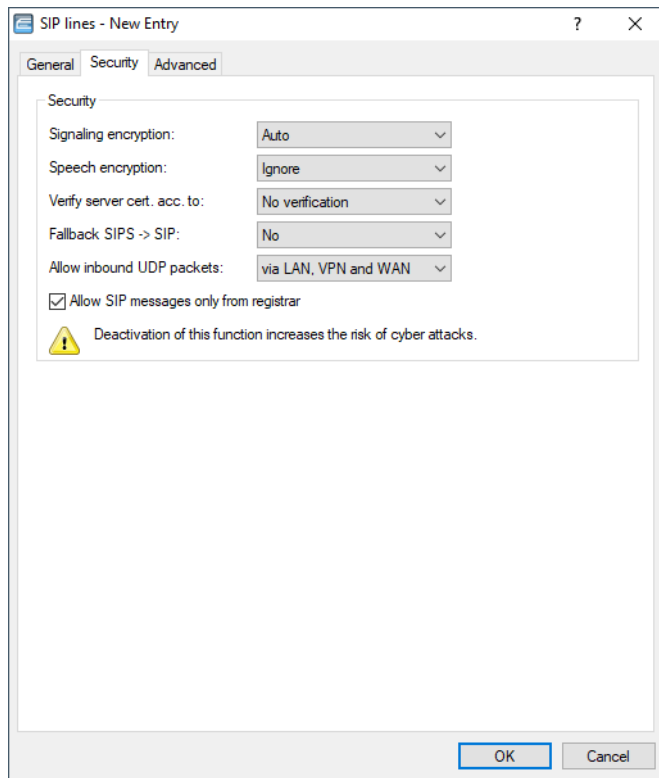 SIP lines - New Entry
?
General Security Advanced
Security
Signaling encryption: Auto
Speech encryption: Ignore
Verify server cert. acc. to: No verification
Fallback SIPS -> SIP: No
Allow inbound UDP packets: via LAN, VPN and WAN
Allow SIP messages only from registrar
Deactivation of this function increases the risk of cyber attacks.
OK Cancel